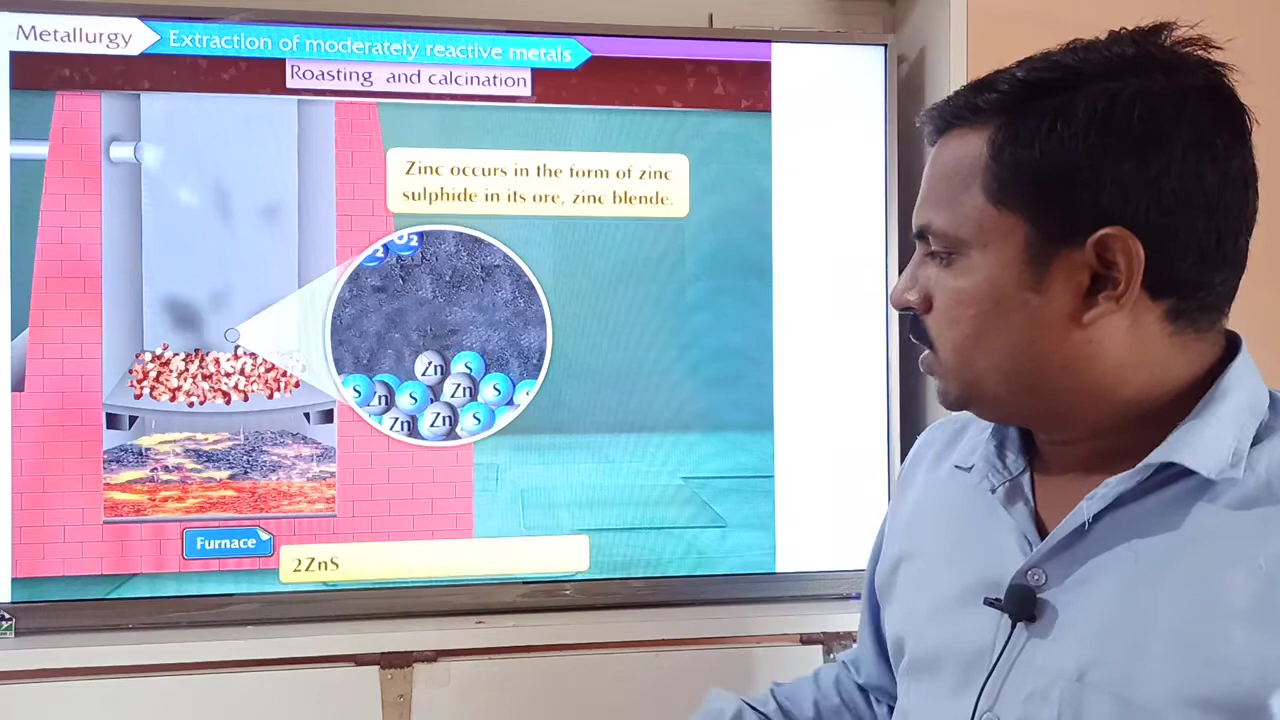 Metallurgy
Extraction of moderately reactive metals
Roasting and calcination
Zinc occurs in the form of zinc
sulphide in its ore, zinc blende.
O2
2
Zn
S
S
Zn
S
Zn
S
Zn
Zn
S
Furnace
2ZnS